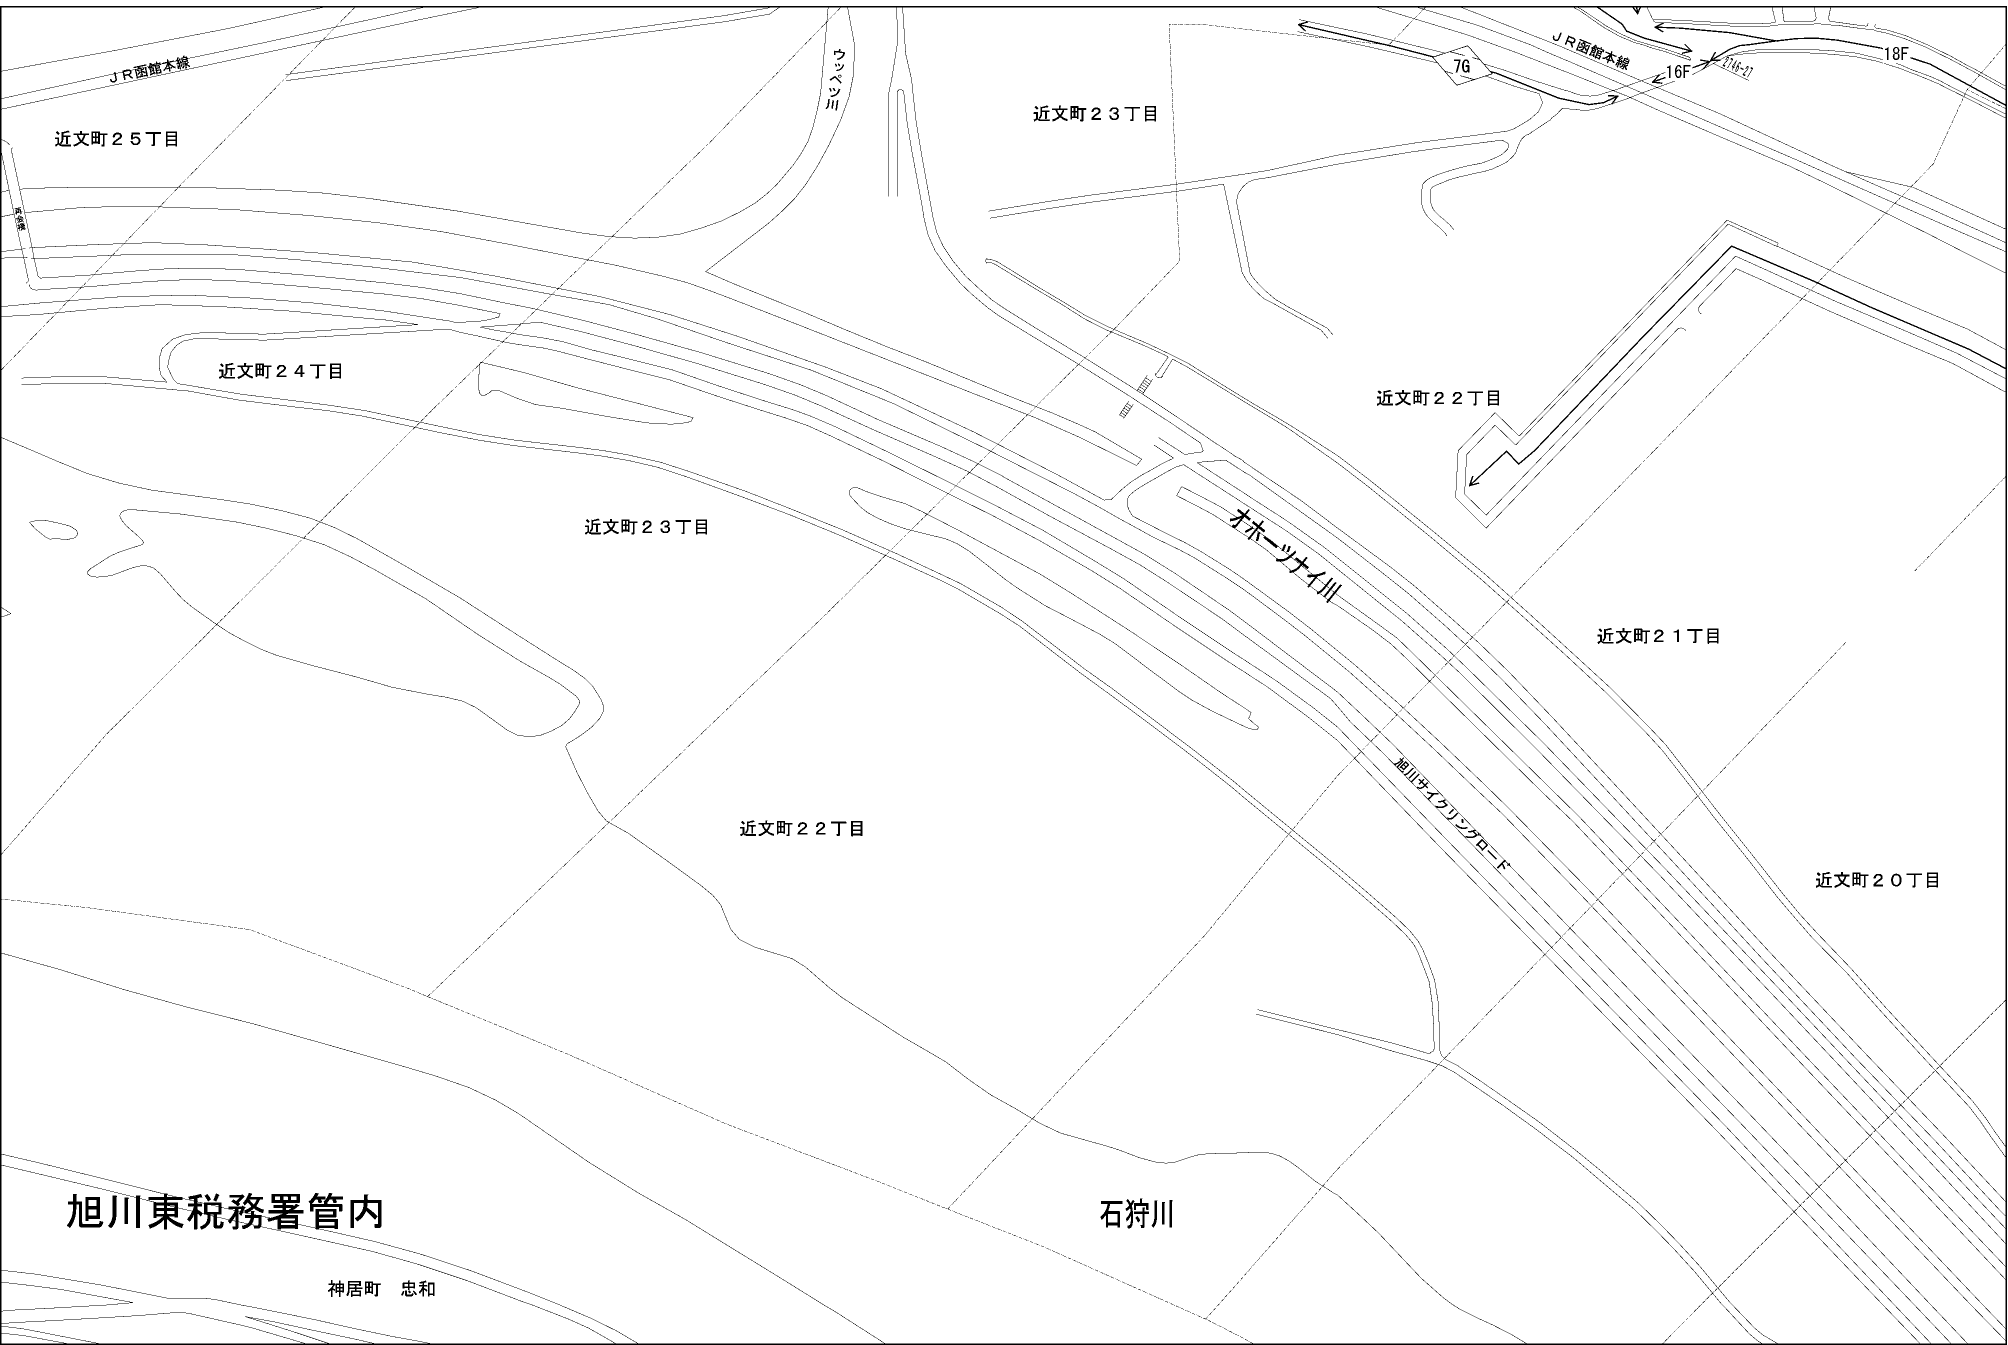 ＪＲ函館本線
ウッペツ川
7G
ＪＲ函館本線
16F
2746-27
18F
近文町２５丁目
近文町２３丁目
近文町２４丁目
近文町２２丁目
近文町２３丁目
オホーツナイ川
近文町２１丁目
旭川サイクリングロード
近文町２２丁目
近文町２０丁目
旭川東税務署管内
石狩川
神居町　忠和